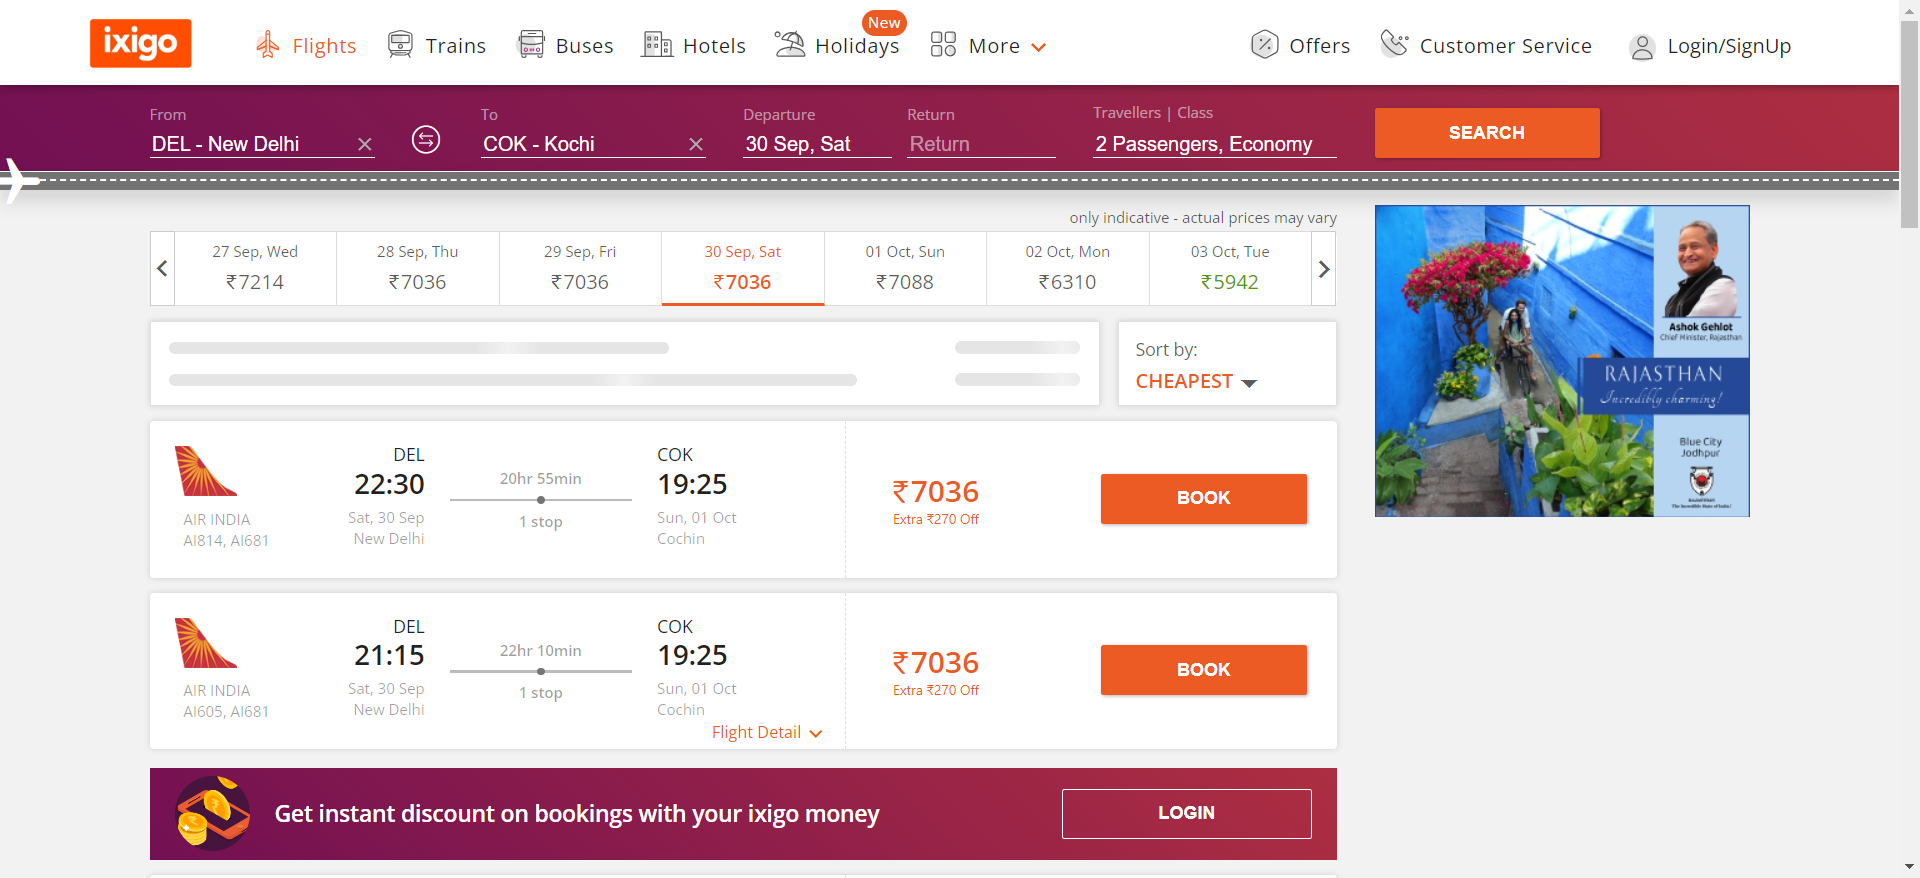 ixigo
Flights
Trains
Buses
Hotels
Holidays
New
More
Offers
Customer Service
Login/SignUp
From
DEL - New Delhi
To
COK - Kochi
Departure
30 Sep, Sat
Return
Return
Travellers | Class
2 Passengers, Economy
SEARCH
only indicative - actual prices may vary
27 Sep, Wed
₹7214
28 Sep, Thu
₹7036
29 Sep, Fri
₹7036
30 Sep, Sat
₹7036
01 Oct, Sun
₹7088
02 Oct, Mon
₹6310
03 Oct, Tue
₹5942
Sort by:
CHEAPEST
AIR INDIA
AI814, AI681
DEL
22:30
Sat, 30 Sep
New Delhi
20hr 55min
1 stop
COK
19:25
Sun, 01 Oct
Cochin
₹7036
Extra ₹270 Off
BOOK
AIR INDIA
AI605, AI681
DEL
21:15
Sat, 30 Sep
New Delhi
22hr 10min
1 stop
COK
19:25
Sun, 01 Oct
Cochin
Flight Detail
₹7036
Extra ₹270 Off
BOOK
Get instant discount on bookings with your ixigo money
LOGIN
Ashok Gehlot
Chief Minister, Rajasthan
RAJASTHAN
Incredibly charming!
Blue City
Jodhpur
The Incredible State of India!